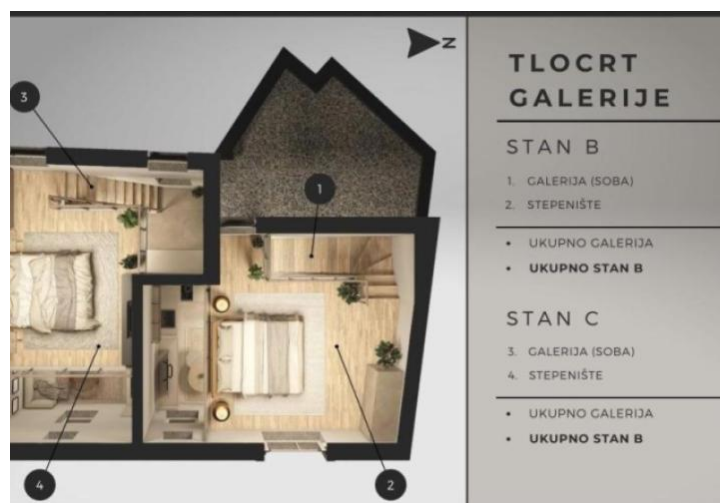 N
3
1
4
2
TLOCRT
GALERIJE
STAN B
1. GALERIJA (SOBA)
2. STEPENIŠTE
• UKUPNO GALERIJA
• UKUPNO STAN B
STAN C
3. GALERIJA (SOBA)
4. STEPENIŠTE
• UKUPNO GALERIJA
• UKUPNO STAN B